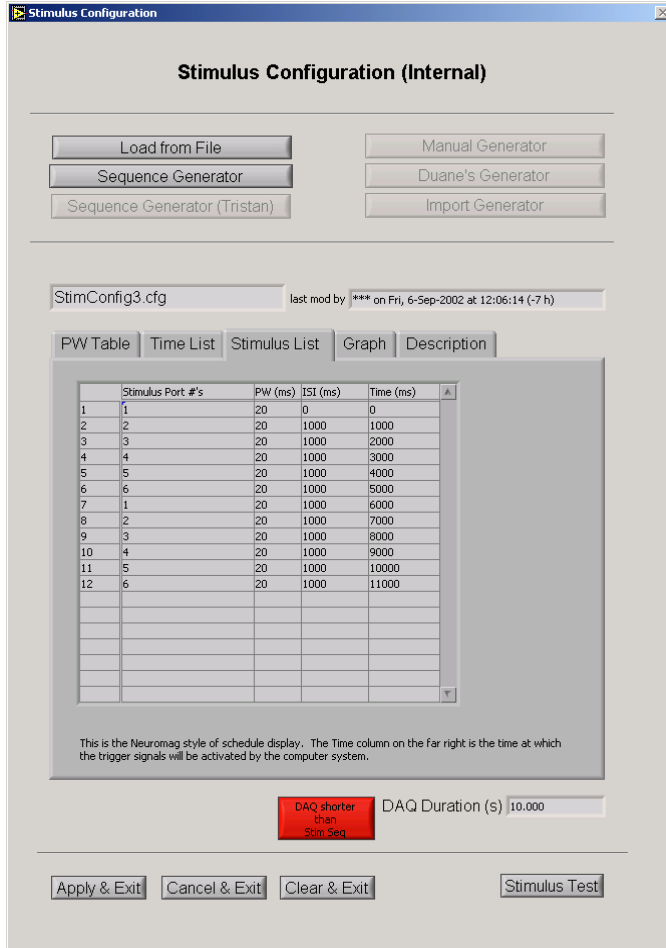 Stimulus Configuration
Stimulus Configuration (Internal)
Load from File
Manual Generator
Sequence Generator
Duane's Generator
Sequence Generator (Tristan)
Import Generator
StimConfig3.cfg last mod by *** on Fri, 6-Sep-2002 at 12:06:14 (-7 h)
PW Table Time List Stimulus List Graph Description
Stimulus Port #'s PW (ms) ISI (ms) Time (ms)
1 1 20 0 0
2 2 20 1000 1000
3 3 20 1000 2000
4 4 20 1000 3000
5 5 20 1000 4000
6 6 20 1000 5000
7 1 20 1000 6000
8 2 20 1000 7000
9 3 20 1000 8000
10 4 20 1000 9000
11 5 20 1000 10000
12 6 20 1000 11000
This is the Neuromag style of schedule display. The Time column on the far right is the time at which
the trigger signals will be activated by the computer system.
DAQ shorter
than
Stim Seq
DAQ Duration (s) 10.000
Apply & Exit Cancel & Exit Clear & Exit Stimulus Test